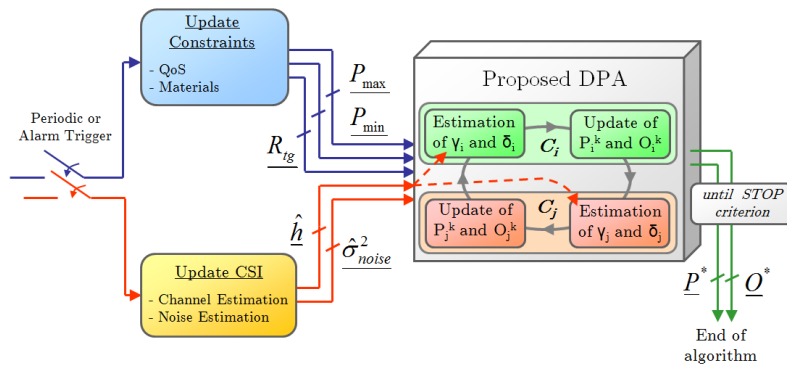 Update
Constraints
- QoS
- Materials
Periodic or
Alarm Trigger
Update CSI
- Channel Estimation
- Noise Estimation
P_max
P_min
R_tg
ĥ
σ̂²_noise
Proposed DPA
Estimation
of γ_i and δ_i
C_i
Update of
P_i^k and O_i^k
Update of
P_j^k and O_j^k
C_j
Estimation
of γ_j and δ_j
until STOP
criterion
P^*
O^*
End of
algorithm